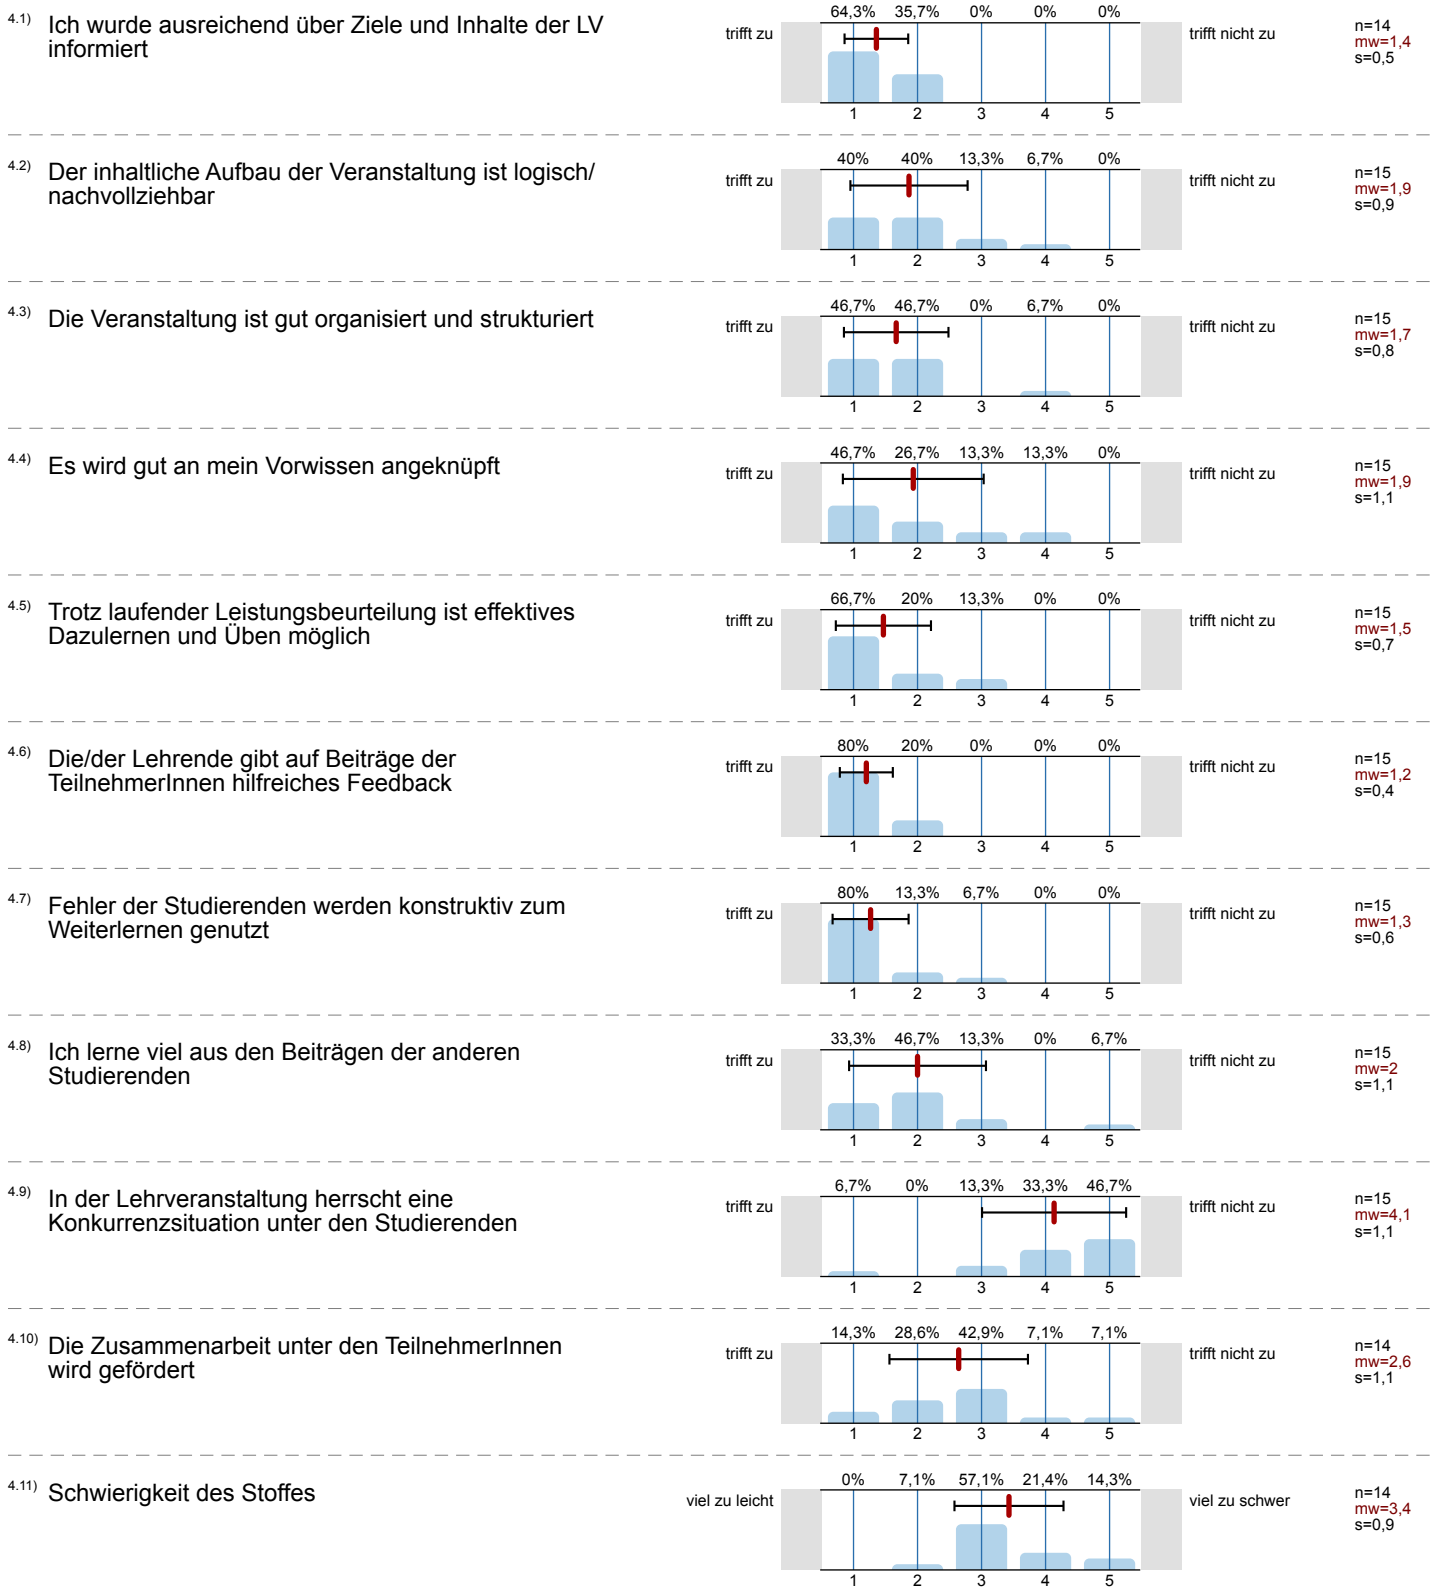 4.1) Ich wurde ausreichend über Ziele und Inhalte der LV
informiert
trifft zu
64,3% 35,7% 0% 0% 0%
1 2 3 4 5
trifft nicht zu
n=14
mw=1,4
s=0,5
4.2) Der inhaltliche Aufbau der Veranstaltung ist logisch/
nachvollziehbar
trifft zu
40% 40% 13,3% 6,7% 0%
1 2 3 4 5
trifft nicht zu
n=15
mw=1,9
s=0,9
4.3) Die Veranstaltung ist gut organisiert und strukturiert
trifft zu
46,7% 46,7% 0% 6,7% 0%
1 2 3 4 5
trifft nicht zu
n=15
mw=1,7
s=0,8
4.4) Es wird gut an mein Vorwissen angeknüpft
trifft zu
46,7% 26,7% 13,3% 13,3% 0%
1 2 3 4 5
trifft nicht zu
n=15
mw=1,9
s=1,1
4.5) Trotz laufender Leistungsbeurteilung ist effektives
Dazulernen und Üben möglich
trifft zu
66,7% 20% 13,3% 0% 0%
1 2 3 4 5
trifft nicht zu
n=15
mw=1,5
s=0,7
4.6) Die/der Lehrende gibt auf Beiträge der
TeilnehmerInnen hilfreiches Feedback
trifft zu
80% 20% 0% 0% 0%
1 2 3 4 5
trifft nicht zu
n=15
mw=1,2
s=0,4
4.7) Fehler der Studierenden werden konstruktiv zum
Weiterlernen genutzt
trifft zu
80% 13,3% 6,7% 0% 0%
1 2 3 4 5
trifft nicht zu
n=15
mw=1,3
s=0,6
4.8) Ich lerne viel aus den Beiträgen der anderen
Studierenden
trifft zu
33,3% 46,7% 13,3% 0% 6,7%
1 2 3 4 5
trifft nicht zu
n=15
mw=2
s=1,1
4.9) In der Lehrveranstaltung herrscht eine
Konkurrenzsituation unter den Studierenden
trifft zu
6,7% 0% 13,3% 33,3% 46,7%
1 2 3 4 5
trifft nicht zu
n=15
mw=4,1
s=1,1
4.10) Die Zusammenarbeit unter den TeilnehmerInnen
wird gefördert
trifft zu
14,3% 28,6% 42,9% 7,1% 7,1%
1 2 3 4 5
trifft nicht zu
n=14
mw=2,6
s=1,1
4.11) Schwierigkeit des Stoffes
viel zu leicht
0% 7,1% 57,1% 21,4% 14,3%
1 2 3 4 5
viel zu schwer
n=14
mw=3,4
s=0,9